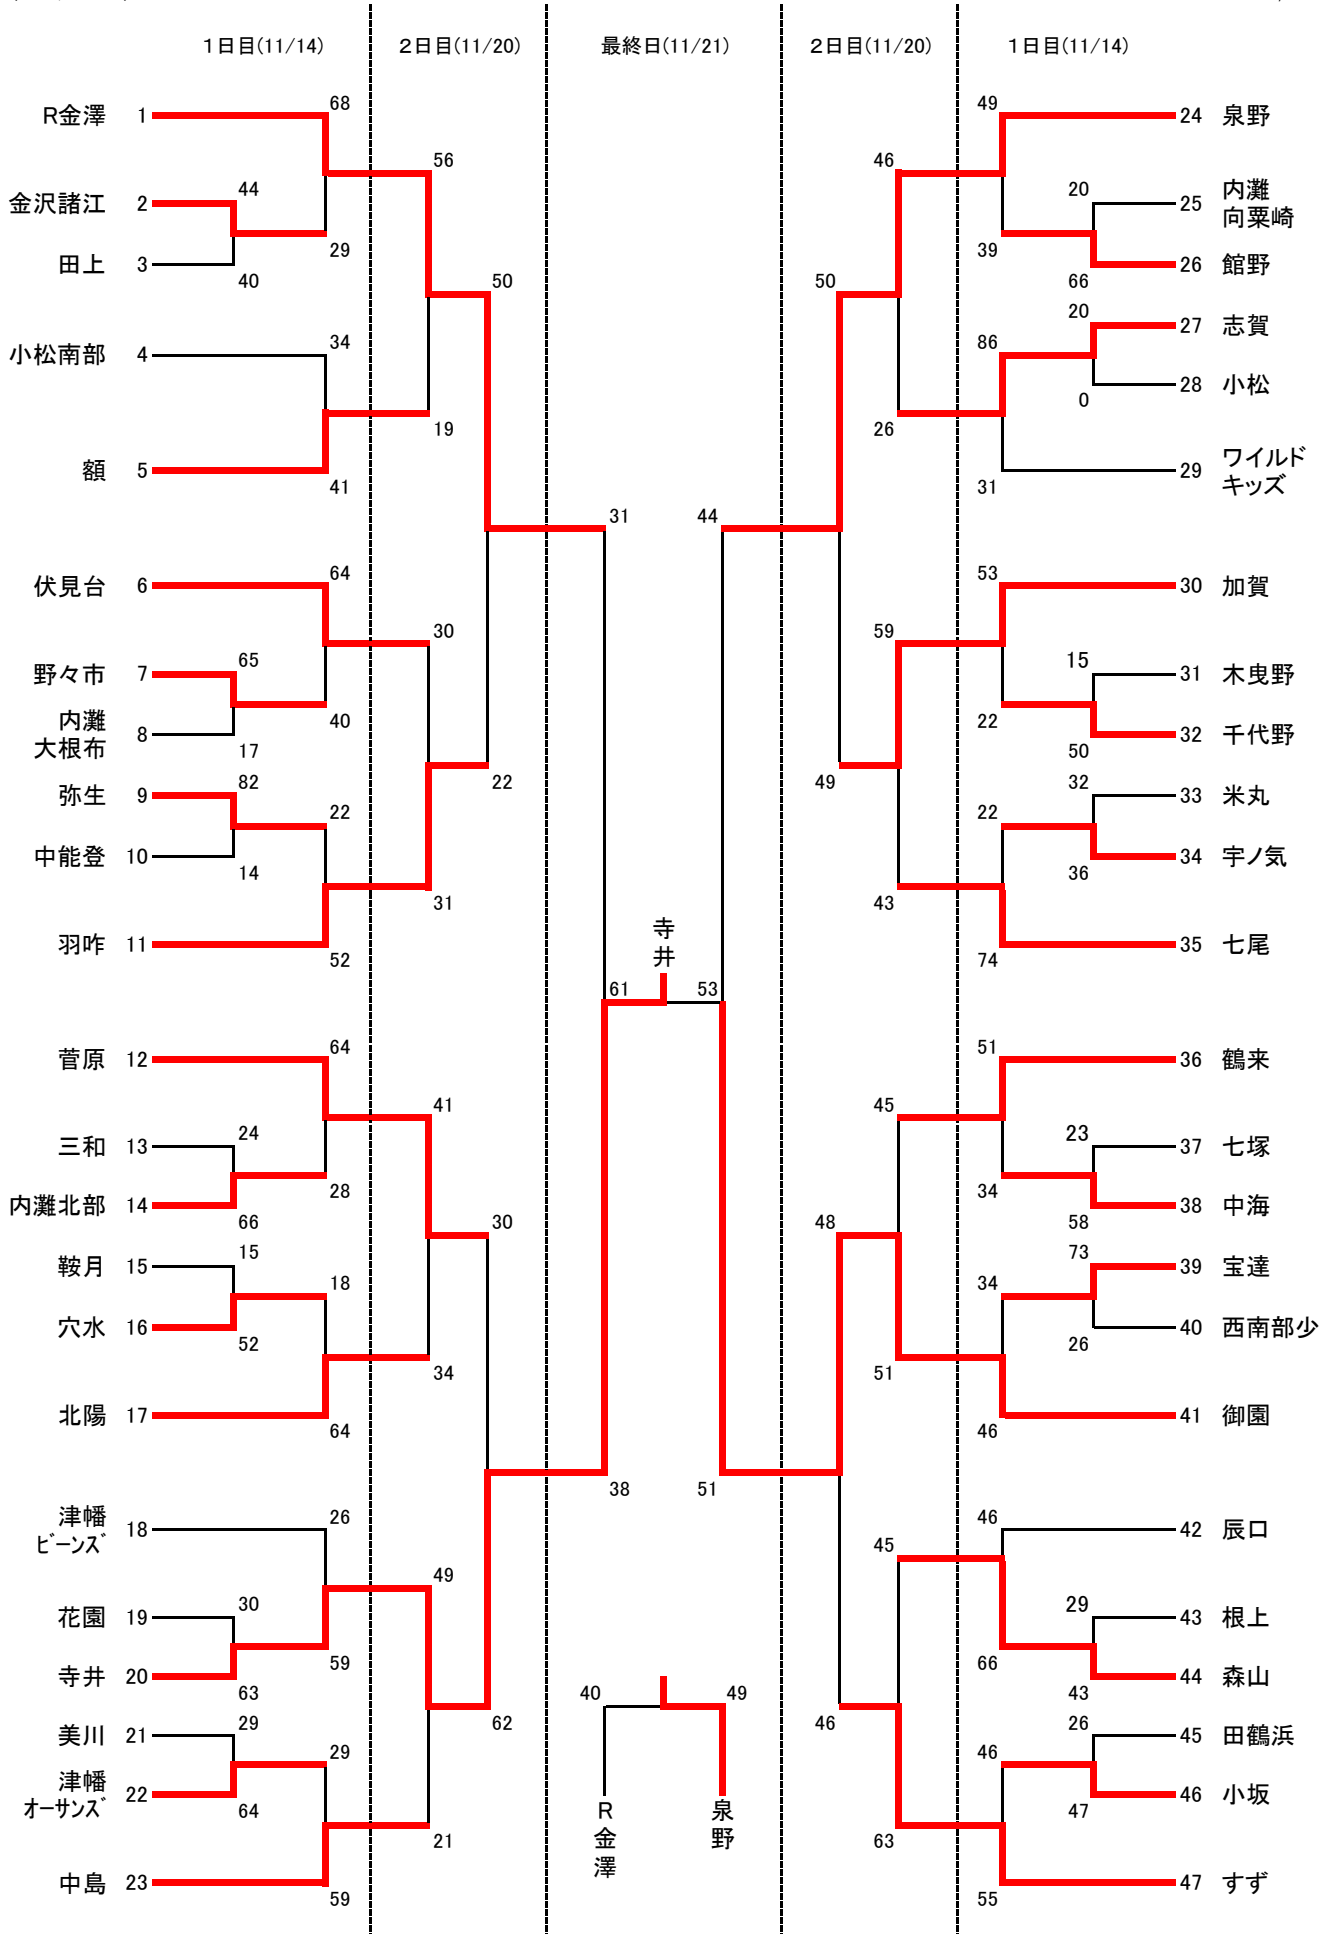 1日目(11/14) 2日目(11/20) 最終日(11/21) 2日目(11/20) 1日目(11/14)
R金澤 1 68
金沢諸江 2 44
田上 3 40 29
56
小松南部 4 34
額 5 41
19
50
伏見台 6 64
野々市 7 65
内灘
大根布 8 17 40
30
弥生 9 82
中能登 10 14 22
羽咋 11 52
31
22
31
菅原 12 64
三和 13 24
内灘北部 14 66 28
41
鞍月 15 15
穴水 16 52 18
北陽 17 64
34
30
津幡
ビーンズ 18 26
花園 19 30
寺井 20 63 59
49
美川 21 29
津幡
オーサンズ 22 64 29
中島 23 59
21
62
38
寺井
61 53
40 49
R金澤
泉野
49 24 泉野
20 25 内灘
向粟崎
39 66 26 館野
46
20 27 志賀
86 0 28 小松
31 29 ワイルド
キッズ
26
50
53 30 加賀
15 31 木曳野
22 50 32 千代野
59
32 33 米丸
22 36 34 宇ノ気
74 35 七尾
43
49
44
51 36 鶴来
23 37 七塚
34 58 38 中海
45
73 39 宝達
34 26 40 西南部少
46 41 御園
51
48
46 42 辰口
29 43 根上
66 43 44 森山
45
26 45 田鶴浜
46 47 46 小坂
55 47 すず
63
46
51